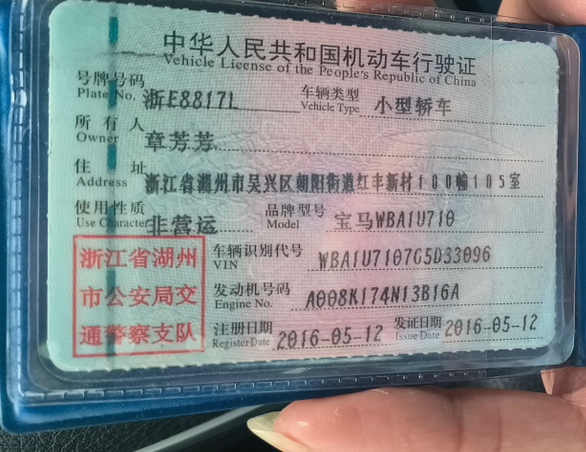 中华人民共和国机动车行驶证
Vehicle License of the People's Republic of China
号牌号码 浙E8817L 车辆类型 小型轿车
Plate No. Vehicle Type
所有人 章芳芳
Owner
住址 浙江省湖州市吴兴区朝阳街道红丰新村100幢105室
Address
使用性质 非营运 品牌型号 宝马WBA1U710
Use Character Model
浙江省湖州
市公安局交
通警察支队
车辆识别代号 WBA1U7107G5D33096
VIN
发动机号码 A008K174N13B16A
Engine No.
注册日期 2016-05-12 发证日期 2016-05-12
Register Date Issue Date